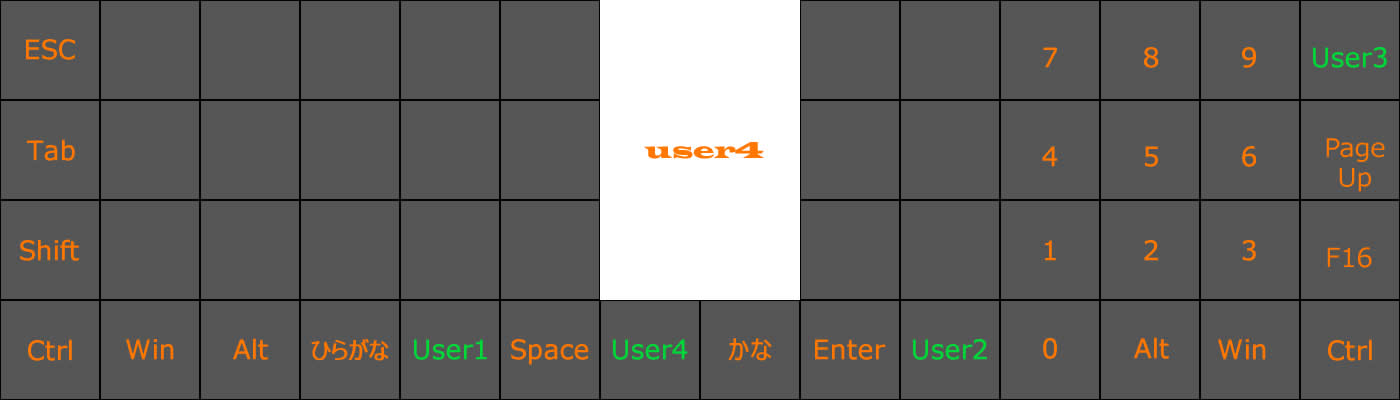 ESC
7
8
9
User3
Tab
user4
4
5
6
Page
Up
Shift
1
2
3
F16
Ctrl
Win
Alt
ひらがな
User1
Space
User4
かな
Enter
User2
0
Alt
Win
Ctrl